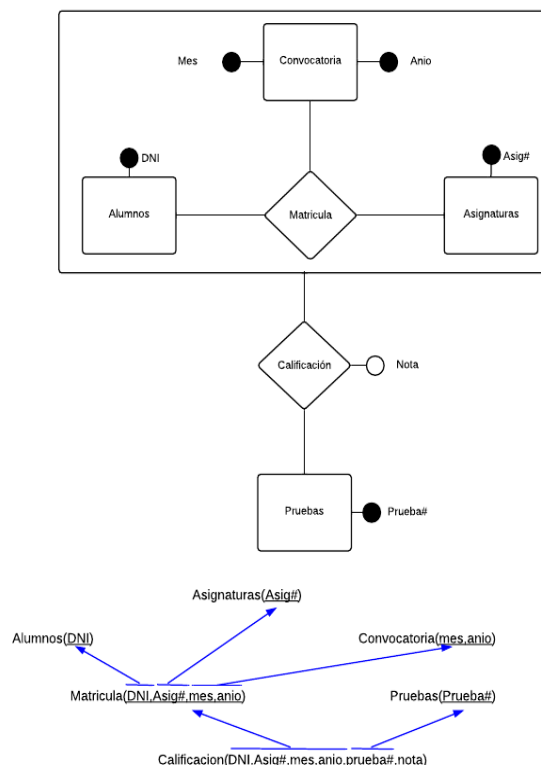 Mes
Convocatoria
Anio
DNI
Asig#
Alumnos
Matricula
Asignaturas
Calificación
Nota
Pruebas
Prueba#
Asignaturas(Asig#)
Alumnos(DNI)
Convocatoria(mes,anio)
Matricula(DNI,Asig#,mes,anio)
Pruebas(Prueba#)
Calificacion(DNI,Asig#,mes,anio,prueba#,nota)